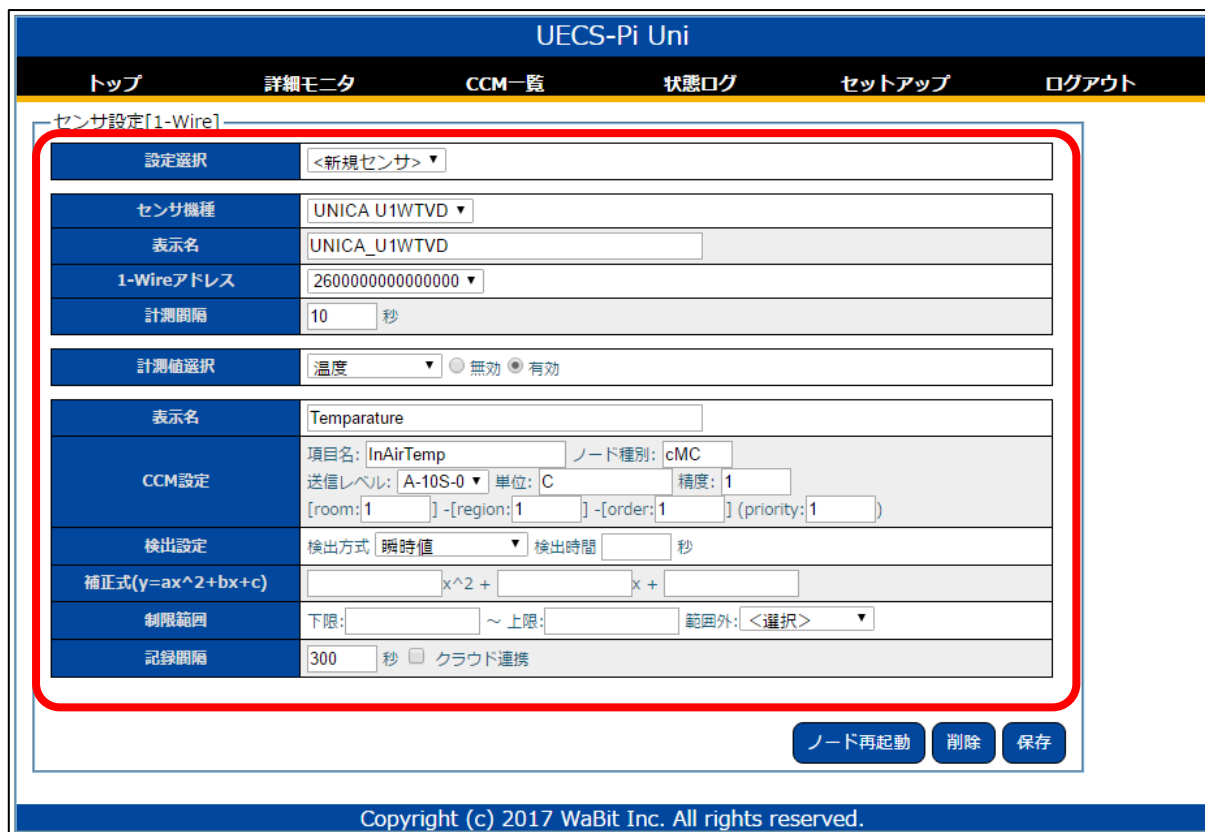 UECS-Pi Uni
トップ 詳細モニタ CCM一覧 状態ログ セットアップ ログアウト
センサ設定[1-Wire]
設定選択 <新規センサ>▼
センサ機種 UNICA U1WTVD ▼
表示名 UNICA_U1WTVD
1-Wireアドレス 2600000000000000 ▼
計測間隔 10 秒
計測値選択 温度 ▼ 無効 有効
表示名 Temparature
項目名: InAirTemp ノード種別: cMC
CCM設定 送信レベル: A-10S-0 ▼ 単位: C 精度: 1
[room:1 ] -[region:1 ] -[order:1 ] (priority:1 )
検出設定 検出方式 瞬時値 ▼ 検出時間 秒
補正式(y=ax^2+bx+c) x^2 + x +
制限範囲 下限: ～ 上限: 範囲外: <選択> ▼
記録間隔 300 秒 クラウド連携
ノード再起動 削除 保存
Copyright (c) 2017 WaBit Inc. All rights reserved.